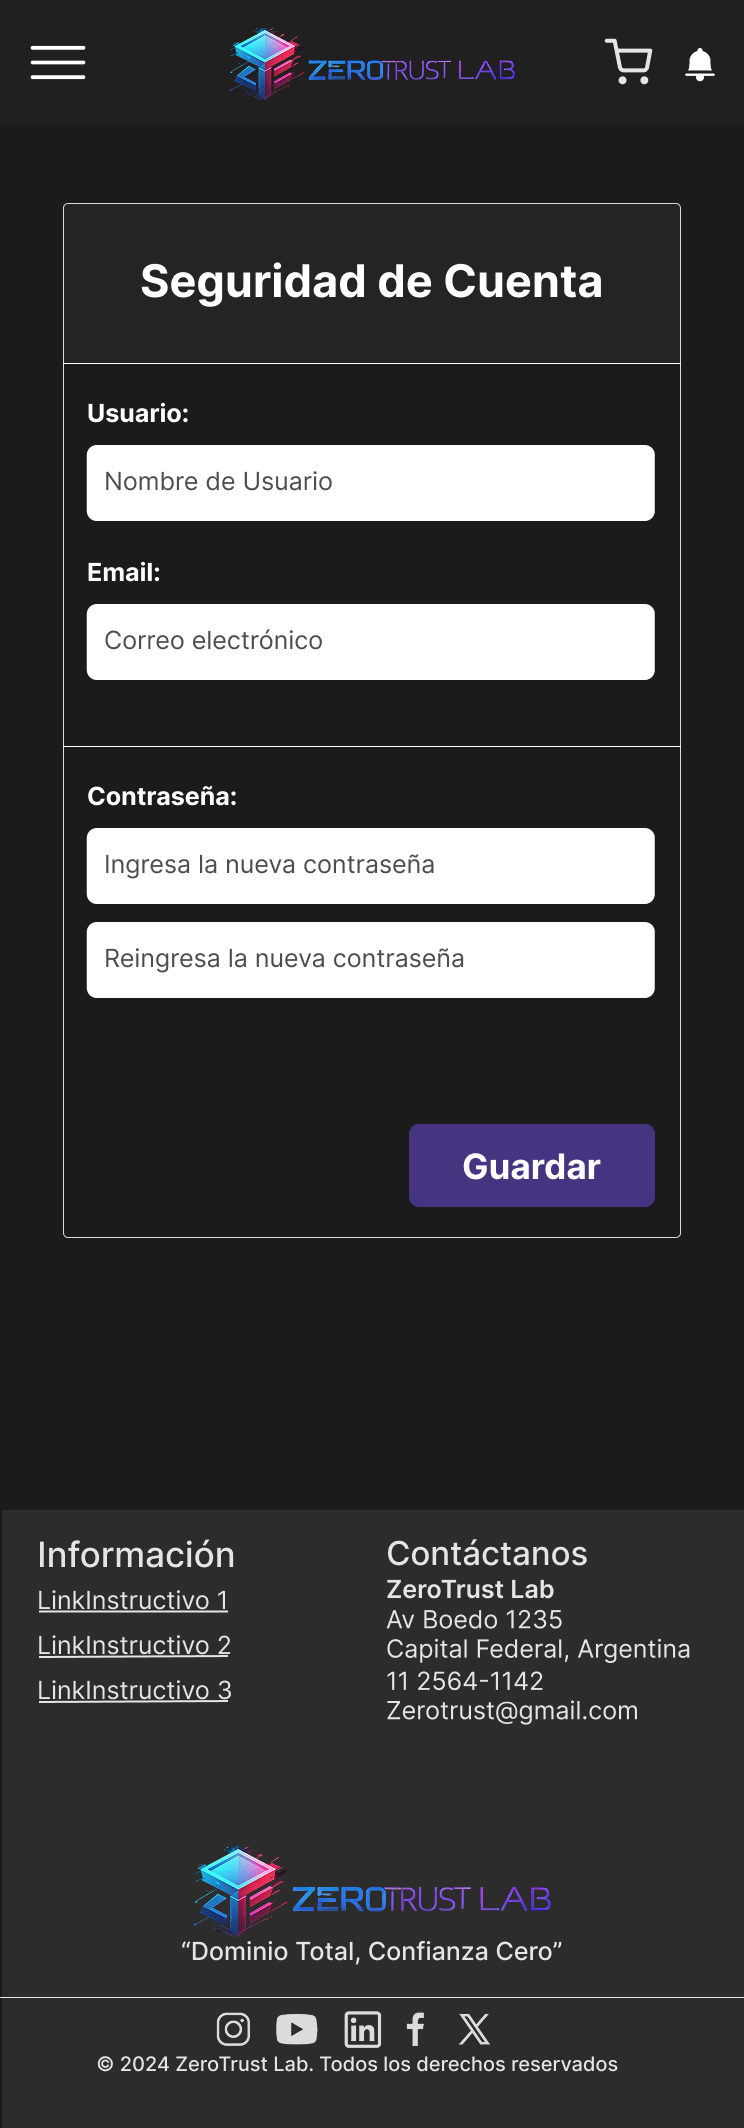 ZEROTRUST LAB
Seguridad de Cuenta
Usuario:
Nombre de Usuario
Email:
Correo electrónico
Contraseña:
Ingresa la nueva contraseña
Reingresa la nueva contraseña
Guardar
Información
LinkInstructivo 1
LinkInstructivo 2
LinkInstructivo 3
Contáctanos
ZeroTrust Lab
Av Boedo 1235
Capital Federal, Argentina
11 2564-1142
Zerotrust@gmail.com
ZEROTRUST LAB
“Dominio Total, Confianza Cero”
© 2024 ZeroTrust Lab. Todos los derechos reservados